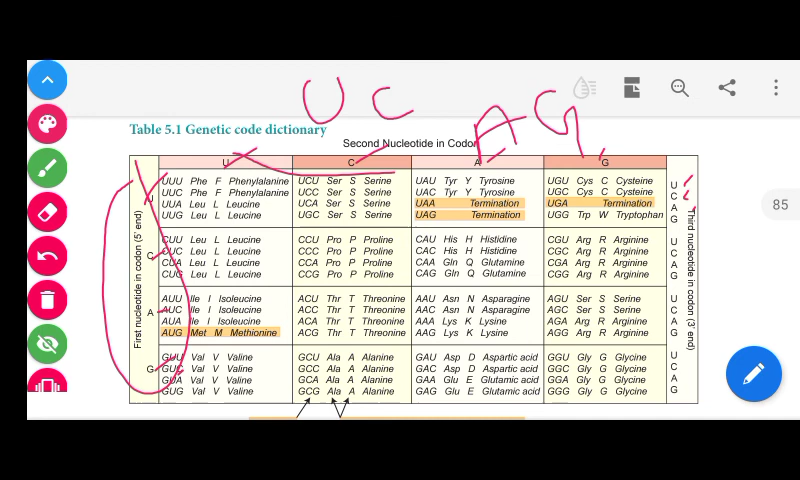 U C A G
Table 5.1 Genetic code dictionary
Second Nucleotide in Codon
U C A G
First nucleotide in codon (5' end)
U
UUU Phe F Phenylalanine UCU Ser S Serine UAU Tyr Y Tyrosine UGU Cys C Cysteine U
UUC Phe F Phenylalanine UCC Ser S Serine UAC Tyr Y Tyrosine UGC Cys C Cysteine C
UUA Leu L Leucine UCA Ser S Serine UAA Termination UGA Termination A
UUG Leu L Leucine UGC Ser S Serine UAG Termination UGG Trp W Tryptophan G
C
CUU Leu L Leucine CCU Pro P Proline CAU His H Histidine CGU Arg R Arginine U
CUC Leu L Leucine CCC Pro P Proline CAC His H Histidine CGC Arg R Arginine C
CUA Leu L Leucine CCA Pro P Proline CAA Gln Q Glutamine CGA Arg R Arginine A
CUG Leu L Leucine CCG Pro P Proline CAG Gln Q Glutamine CGG Arg R Arginine G
A
AUU Ile I Isoleucine ACU Thr T Threonine AAU Asn N Asparagine AGU Ser S Serine U
AUC Ile I Isoleucine ACC Thr T Threonine AAC Asn N Asparagine AGC Ser S Serine C
AUA Ile I Isoleucine ACA Thr T Threonine AAA Lys K Lysine AGA Arg R Arginine A
AUG Met M Methionine ACG Thr T Threonine AAG Lys K Lysine AGG Arg R Arginine G
G
GUU Val V Valine GCU Ala A Alanine GAU Asp D Aspartic acid GGU Gly G Glycine U
GUC Val V Valine GCC Ala A Alanine GAC Asp D Aspartic acid GGC Gly G Glycine C
GUA Val V Valine GCA Ala A Alanine GAA Glu E Glutamic acid GGA Gly G Glycine A
GUG Val V Valine GCG Ala A Alanine GAG Glu E Glutamic acid GGG Gly G Glycine G
Third nucleotide in codon (3' end)
85